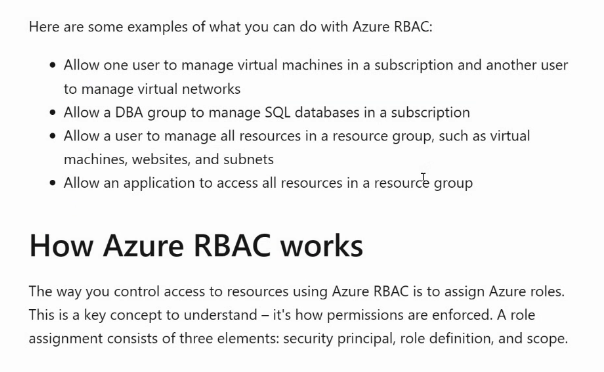 Here are some examples of what you can do with Azure RBAC:
• Allow one user to manage virtual machines in a subscription and another user
to manage virtual networks
• Allow a DBA group to manage SQL databases in a subscription
• Allow a user to manage all resources in a resource group, such as virtual
machines, websites, and subnets
• Allow an application to access all resources in a resource group
How Azure RBAC works
The way you control access to resources using Azure RBAC is to assign Azure roles.
This is a key concept to understand – it's how permissions are enforced. A role
assignment consists of three elements: security principal, role definition, and scope.